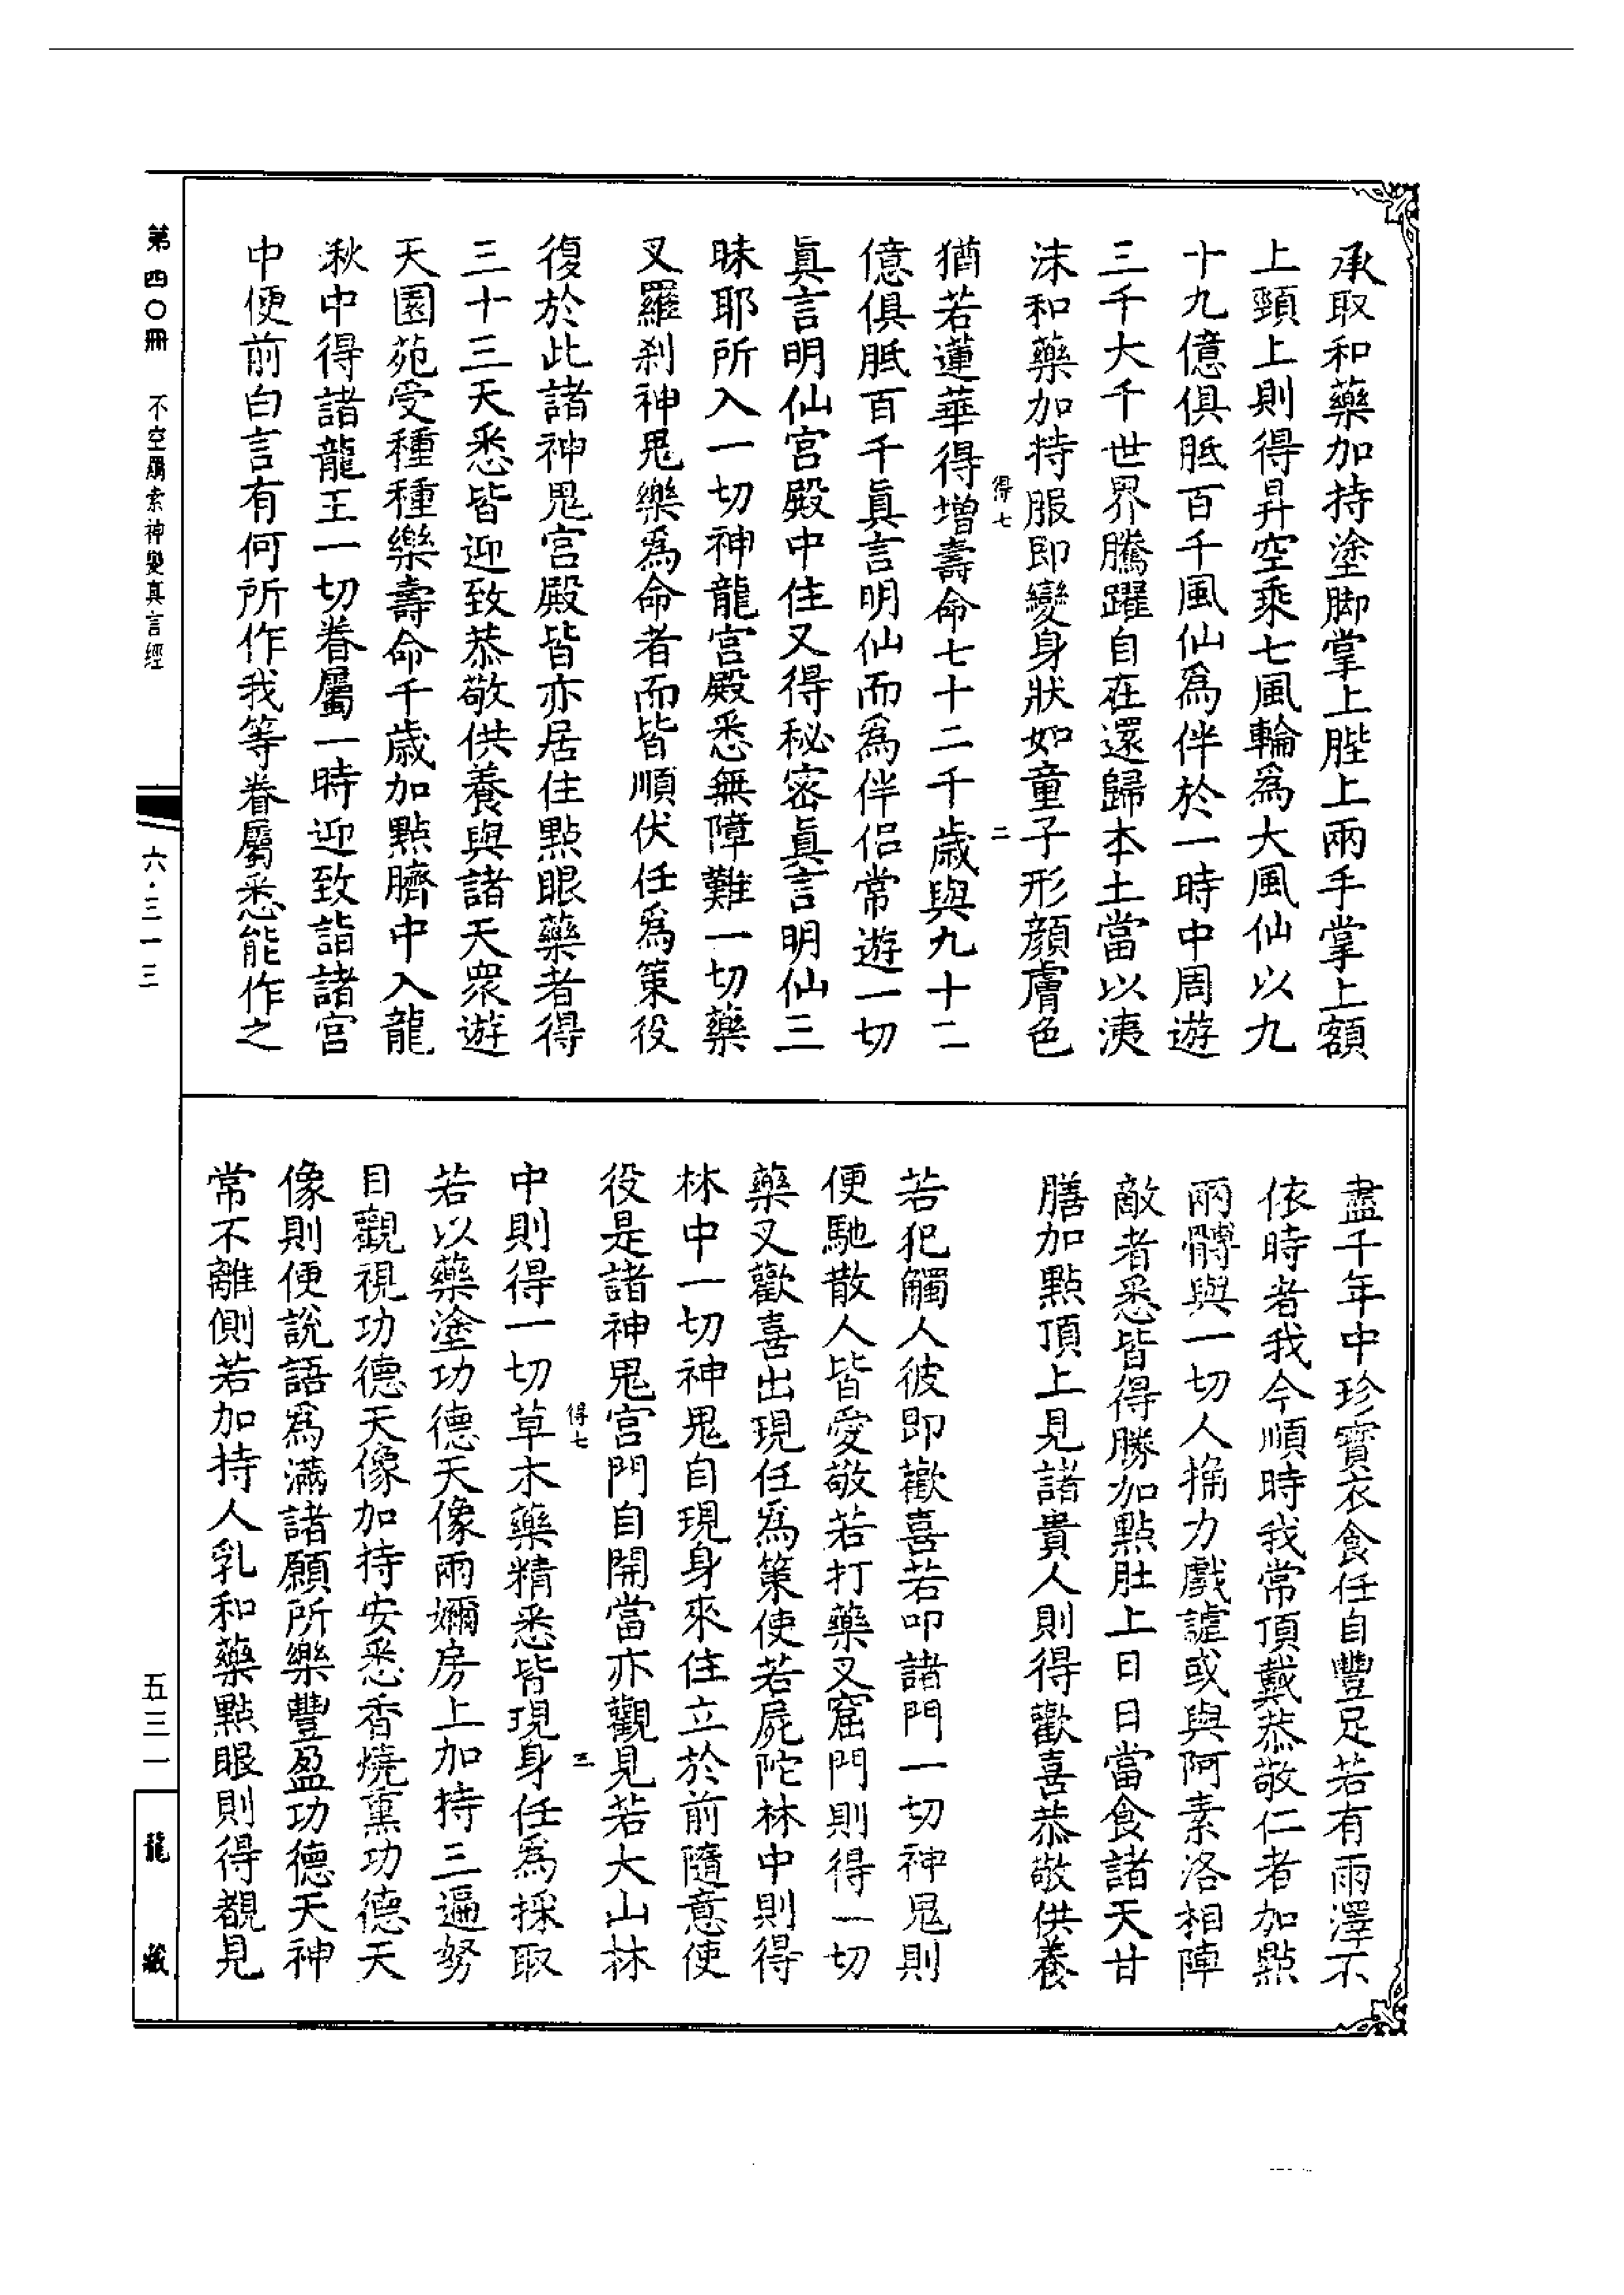 承取和藥加持塗脚掌上䏶上兩手掌上額
上頸上則得昇空乘七風輪為大風仙以九
十九億俱胝百千風仙為伴於一時中周遊
三千大千世界騰躍自在還歸本土當以洟
沫和藥加持服即變身狀如童子形顏膚色
得七
二
猶若蓮華得增壽命七十二千歲與九十二
億俱胝百千眞言明仙而為伴侶常遊一切
眞言明仙宮殿中住又得秘密眞言明仙三
昧耶所入一切神龍宮殿悉無障難一切藥
叉羅刹神鬼樂為命者而皆順伏任為策役
復於此諸神鬼宮殿皆亦居住點眼藥者得
三十三天悉皆迎致恭敬供養與諸天衆遊
天園苑受種種樂壽命千歲加點臍中入龍
湫中得諸龍王一切眷屬一時迎致詣諸宮
中便前白言有何所作我等眷屬悉能作之
盡千年中珍寶衣食任自豐足若有雨澤不
依時者我今順時我常頂戴恭敬仁者加點
兩髆與一切人捔力戲謔或與阿素洛相陣
敵者悉皆得勝加點肚上日日當食諸天甘
膳加點頂上見諸貴人則得歡喜恭敬供養
若犯觸人彼即歡喜若叩諸門一切神鬼則
便馳散人皆愛敬若打藥叉窟門則得一切
藥叉歡喜出現任為策使若屍陀林中則得
林中一切神鬼自現身來住立於前隨意使
役是諸神鬼宮門自開當亦觀見若大山林
得七
三
中則得一切草木藥精悉皆現身任為採取
若以藥塗功德天像兩嬭房上加持三遍努
目觀視功德天像加持安悉香燒熏功德天
像則便說語為滿諸願所樂豐盈功德天神
常不離側若加持人乳和藥點眼則得覩見
第四〇冊　不空羂索神變真言經
六·三一三
五三一
龍藏